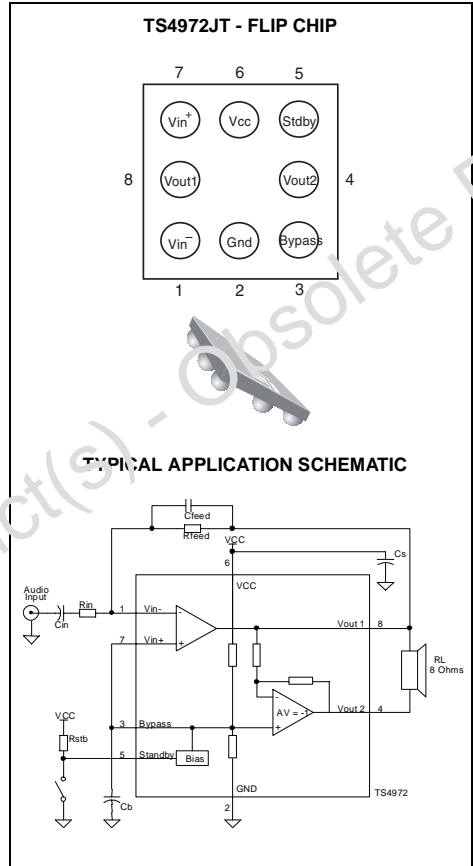 TS4972JT - FLIP CHIP
7 6 5
Vin+ Vcc Stdby
8 Vout1 Vout2 4
Vin– Gnd Bypass
1 2 3
TYPICAL APPLICATION SCHEMATIC
Cfeed
Rfeed
VCC
Cs
6
VCC
Audio
Input
Cin
Rin
1 Vin- -
Vout 1 8
7 Vin+ +
RL
8 Ohms
-
AV = -1
Vout 2 4
+
VCC
Rstb
3 Bypass
5 Standby
Bias
GND
Cb
2
TS4972
ct(s) - Obsolete